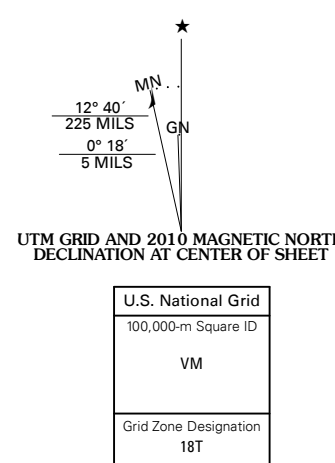 ★
MN
GN
12° 40´
225 MILS
0° 18´
5 MILS
UTM GRID AND 2010 MAGNETIC NORTH
DECLINATION AT CENTER OF SHEET
U.S. National Grid
100,000-m Square ID
VM
Grid Zone Designation
18T